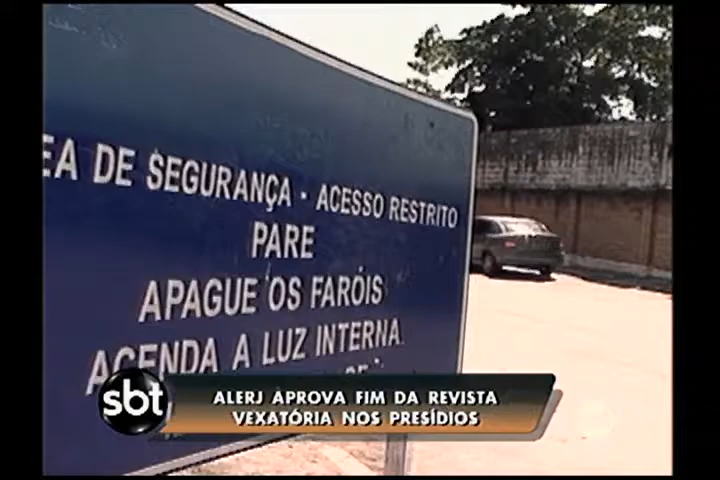 EA DE SEGURANÇA - ACESSO RESTRITO
PARE
APAGUE OS FARÓIS
AGENDA A LUZ INTERNA
sbt
ALERJ APROVA FIM DA REVISTA
VEXATÓRIA NOS PRESÍDIOS